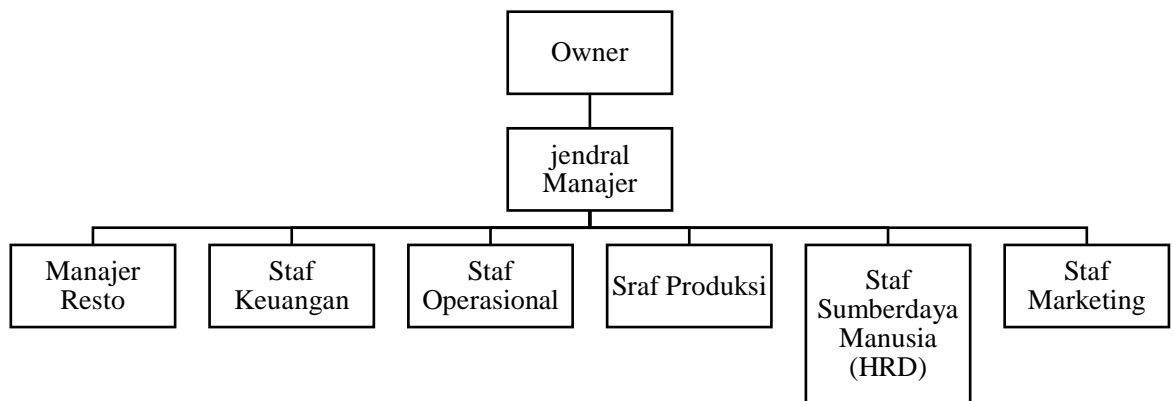 Owner
jendral
Manajer
Manajer
Resto
Staf
Keuangan
Staf
Operasional
Sraf Produksi
Staf
Sumberdaya
Manusia
(HRD)
Staf
Marketing